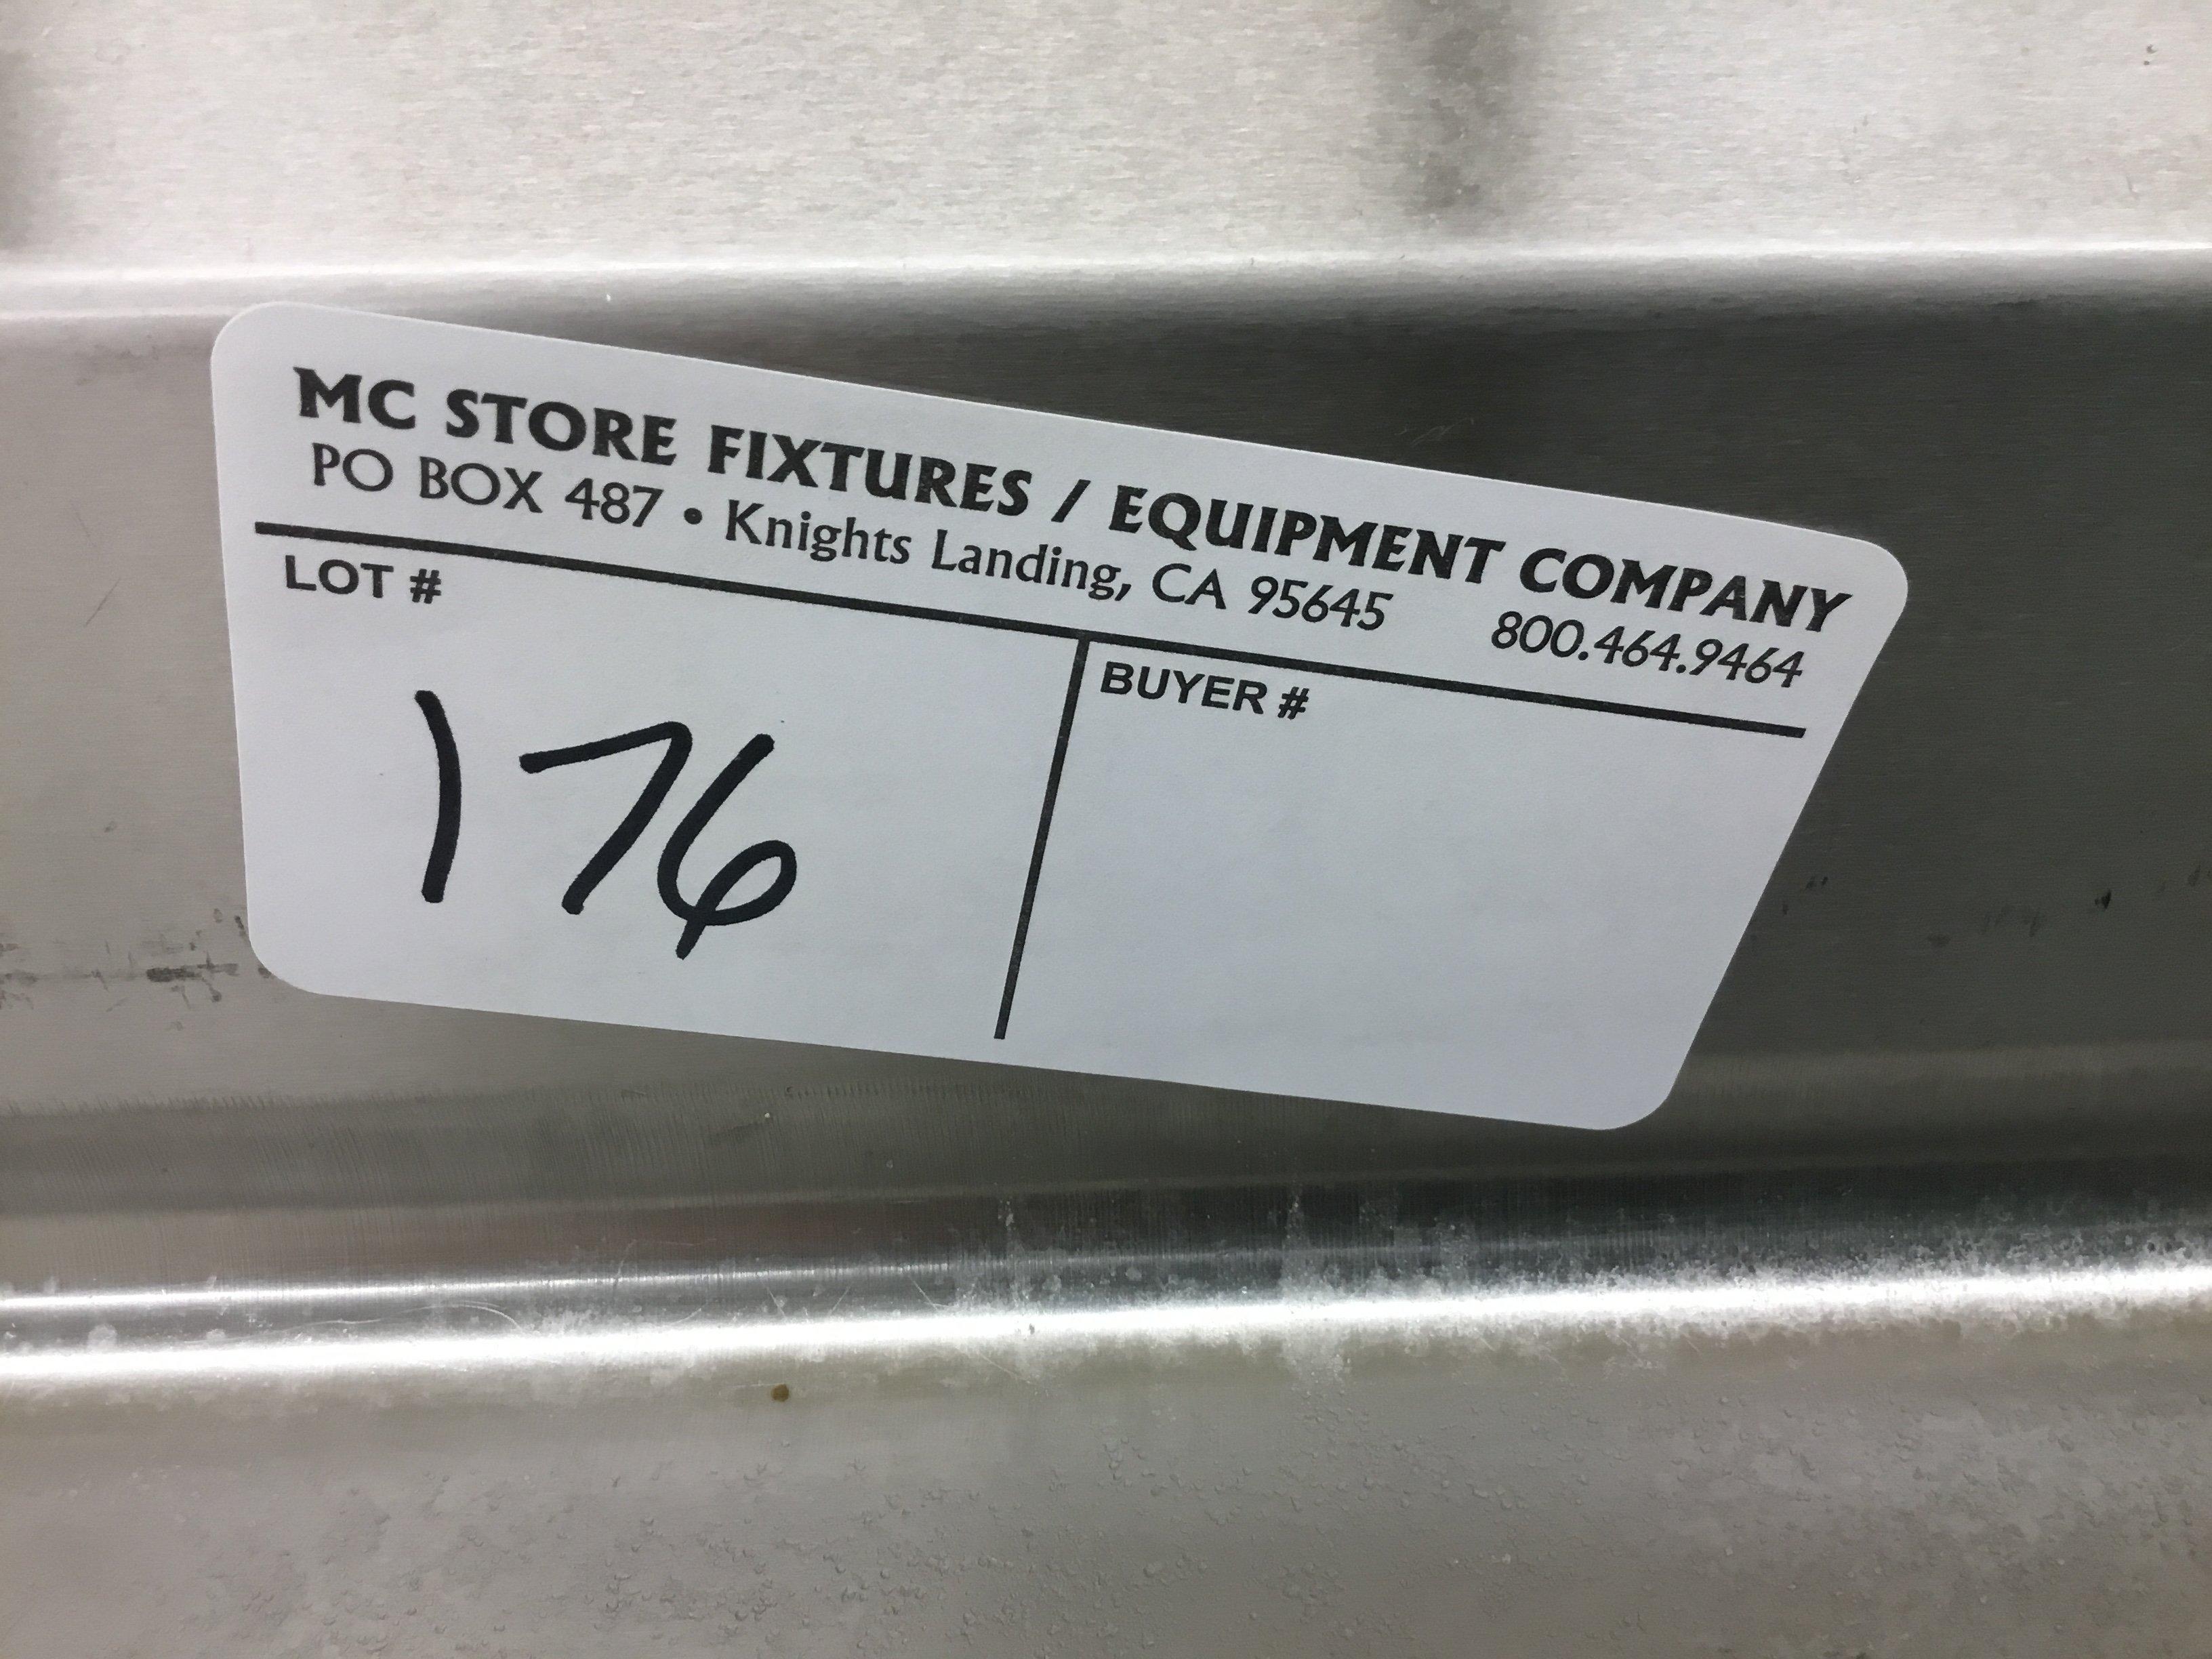 MC STORE FIXTURES / EQUIPMENT COMPANY
PO BOX 487 • Knights Landing, CA 95645 800.464.9464
LOT #
BUYER #
176